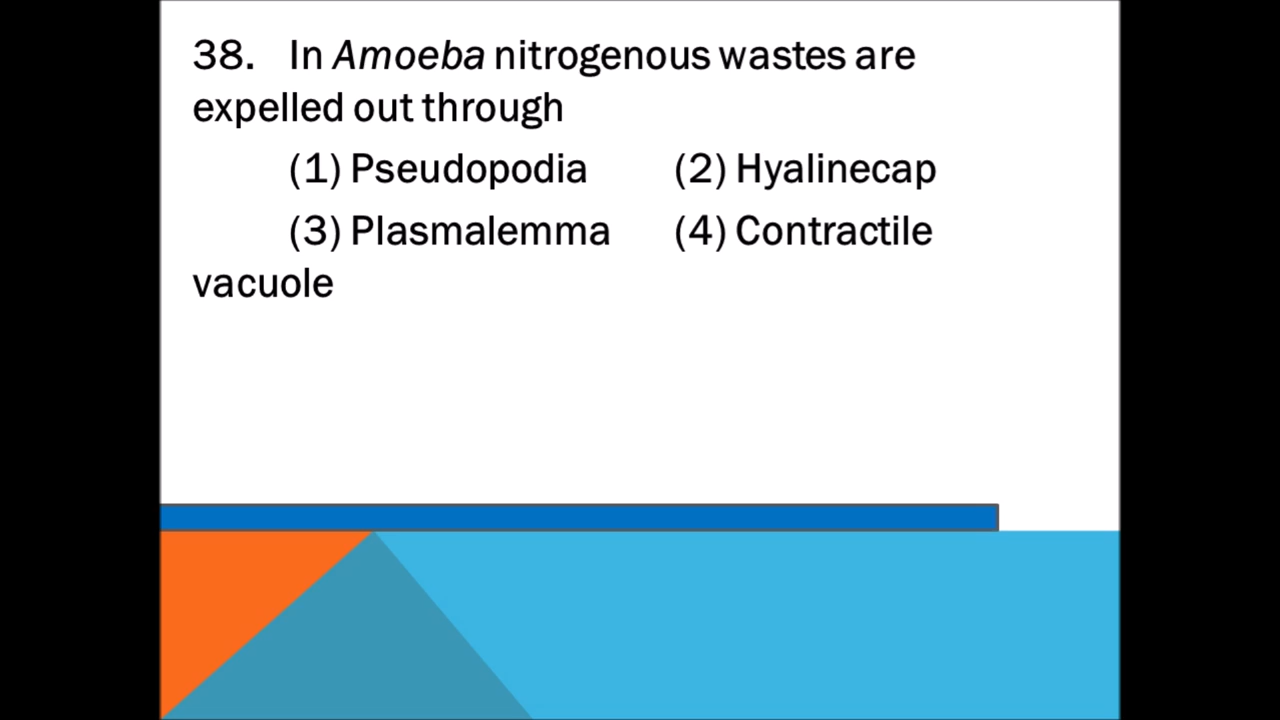 38. In Amoeba nitrogenous wastes are
expelled out through
(1) Pseudopodia (2) Hyalinecap
(3) Plasmalemma (4) Contractile
vacuole